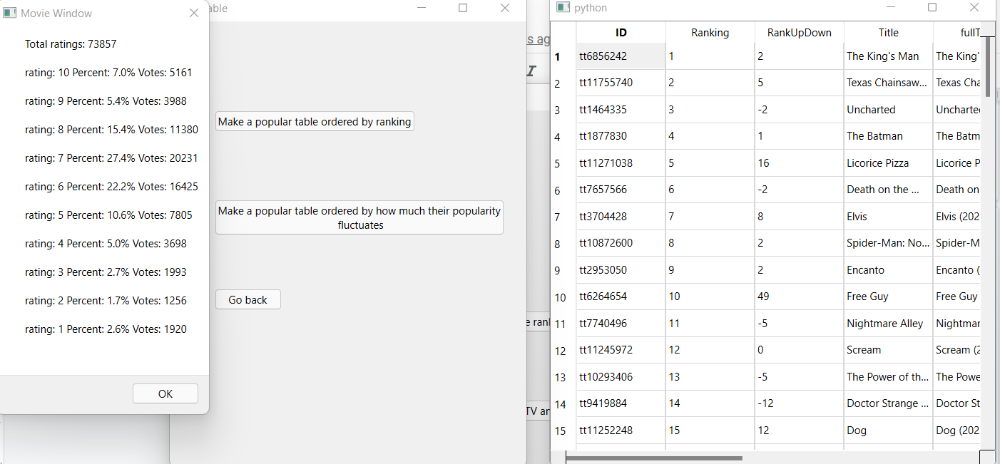 Movie Window
Total ratings: 73857
rating: 10 Percent: 7.0% Votes: 5161
rating: 9 Percent: 5.4% Votes: 3988
rating: 8 Percent: 15.4% Votes: 11380
rating: 7 Percent: 27.4% Votes: 20231
rating: 6 Percent: 22.2% Votes: 16425
rating: 5 Percent: 10.6% Votes: 7805
rating: 4 Percent: 5.0% Votes: 3698
rating: 3 Percent: 2.7% Votes: 1993
rating: 2 Percent: 1.7% Votes: 1256
rating: 1 Percent: 2.6% Votes: 1920
OK
able
Make a popular table ordered by ranking
Make a popular table ordered by how much their popularity
fluctuates
Go back
s ag
I
e rank
TV an
python
ID Ranking RankUpDown Title fullT
1 tt6856242 1 2 The King's Man The King'
2 tt11755740 2 5 Texas Chainsaw... Texas Cha
3 tt1464335 3 -2 Uncharted Uncharte
4 tt1877830 4 1 The Batman The Batm
5 tt11271038 5 16 Licorice Pizza Licorice P
6 tt7657566 6 -2 Death on the ... Death on
7 tt3704428 7 8 Elvis Elvis (202
8 tt10872600 8 2 Spider-Man: No... Spider-M
9 tt2953050 9 2 Encanto Encanto (
10 tt6264654 10 49 Free Guy Free Guy
11 tt7740496 11 -5 Nightmare Alley Nightmar
12 tt11245972 12 0 Scream Scream (2
13 tt10293406 13 -5 The Power of th... The Powe
14 tt9419884 14 -12 Doctor Strange ... Doctor St
15 tt11252248 15 12 Dog Dog (202